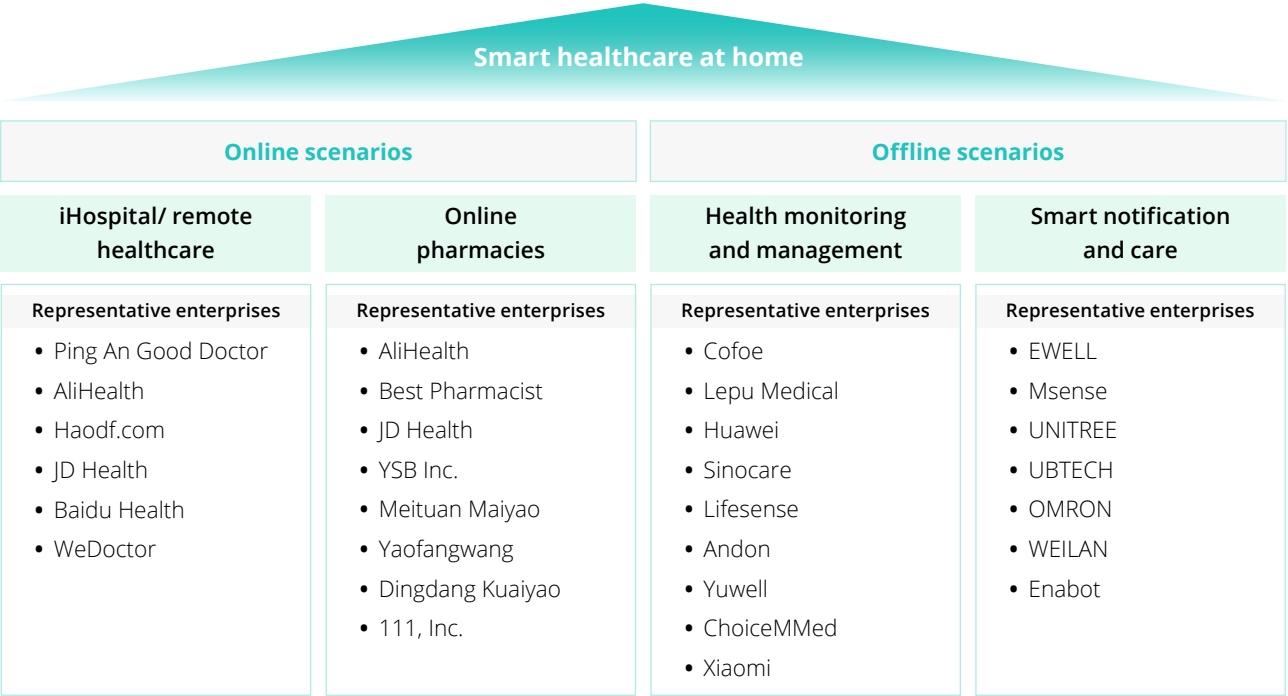 Smart healthcare at home
Online scenarios
Offline scenarios
iHospital/ remote
healthcare
Online
pharmacies
Health monitoring
and management
Smart notification
and care
Representative enterprises
• Ping An Good Doctor
• AliHealth
• Haodf.com
• JD Health
• Baidu Health
• WeDoctor
Representative enterprises
• AliHealth
• Best Pharmacist
• JD Health
• YSB Inc.
• Meituan Maiyao
• Yaofangwang
• Dingdang Kuaiyao
• 111, Inc.
Representative enterprises
• Cofoe
• Lepu Medical
• Huawei
• Sinocare
• Lifesense
• Andon
• Yuwell
• ChoiceMMed
• Xiaomi
Representative enterprises
• EWELL
• Msense
• UNITREE
• UBTECH
• OMRON
• WEILAN
• Enabot